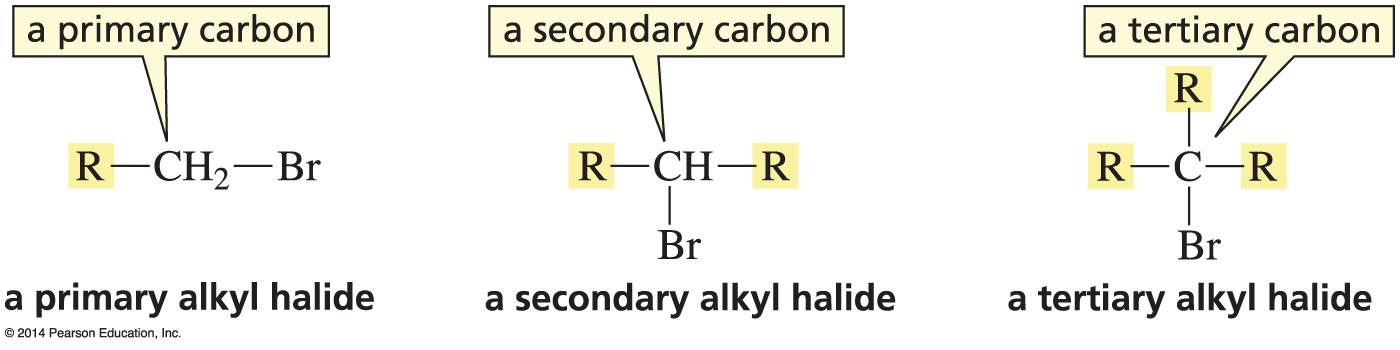 a primary carbon
a secondary carbon
a tertiary carbon
R
R—CH₂—Br
R—CH—R
R—C—R
Br
Br
a primary alkyl halide
a secondary alkyl halide
a tertiary alkyl halide
© 2014 Pearson Education, Inc.